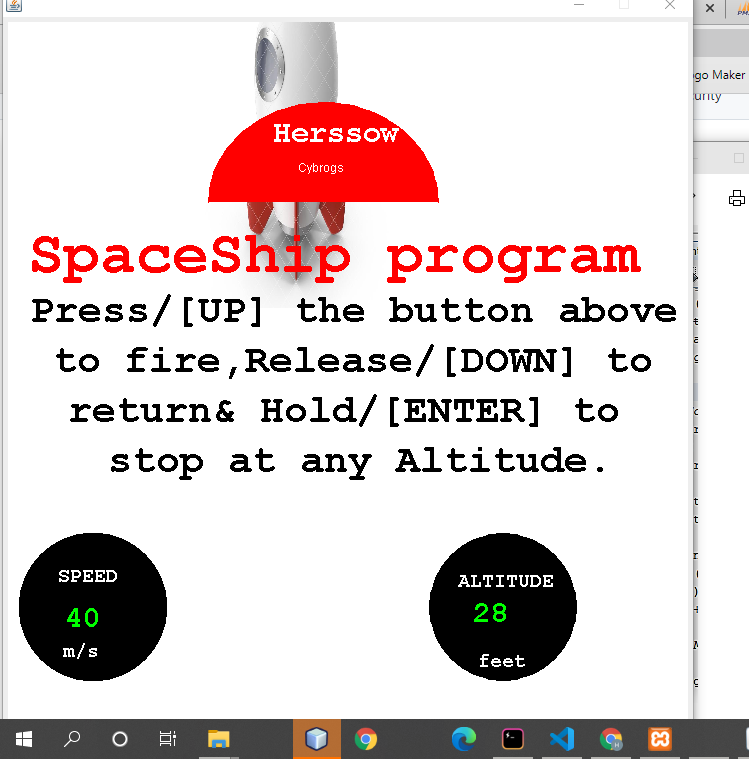 Herssow
Cybrogs
SpaceShip program
Press/[UP] the button above
to fire,Release/[DOWN] to
return& Hold/[ENTER] to
stop at any Altitude.
SPEED
40
m/s
ALTITUDE
28
feet
ogo Maker
urity